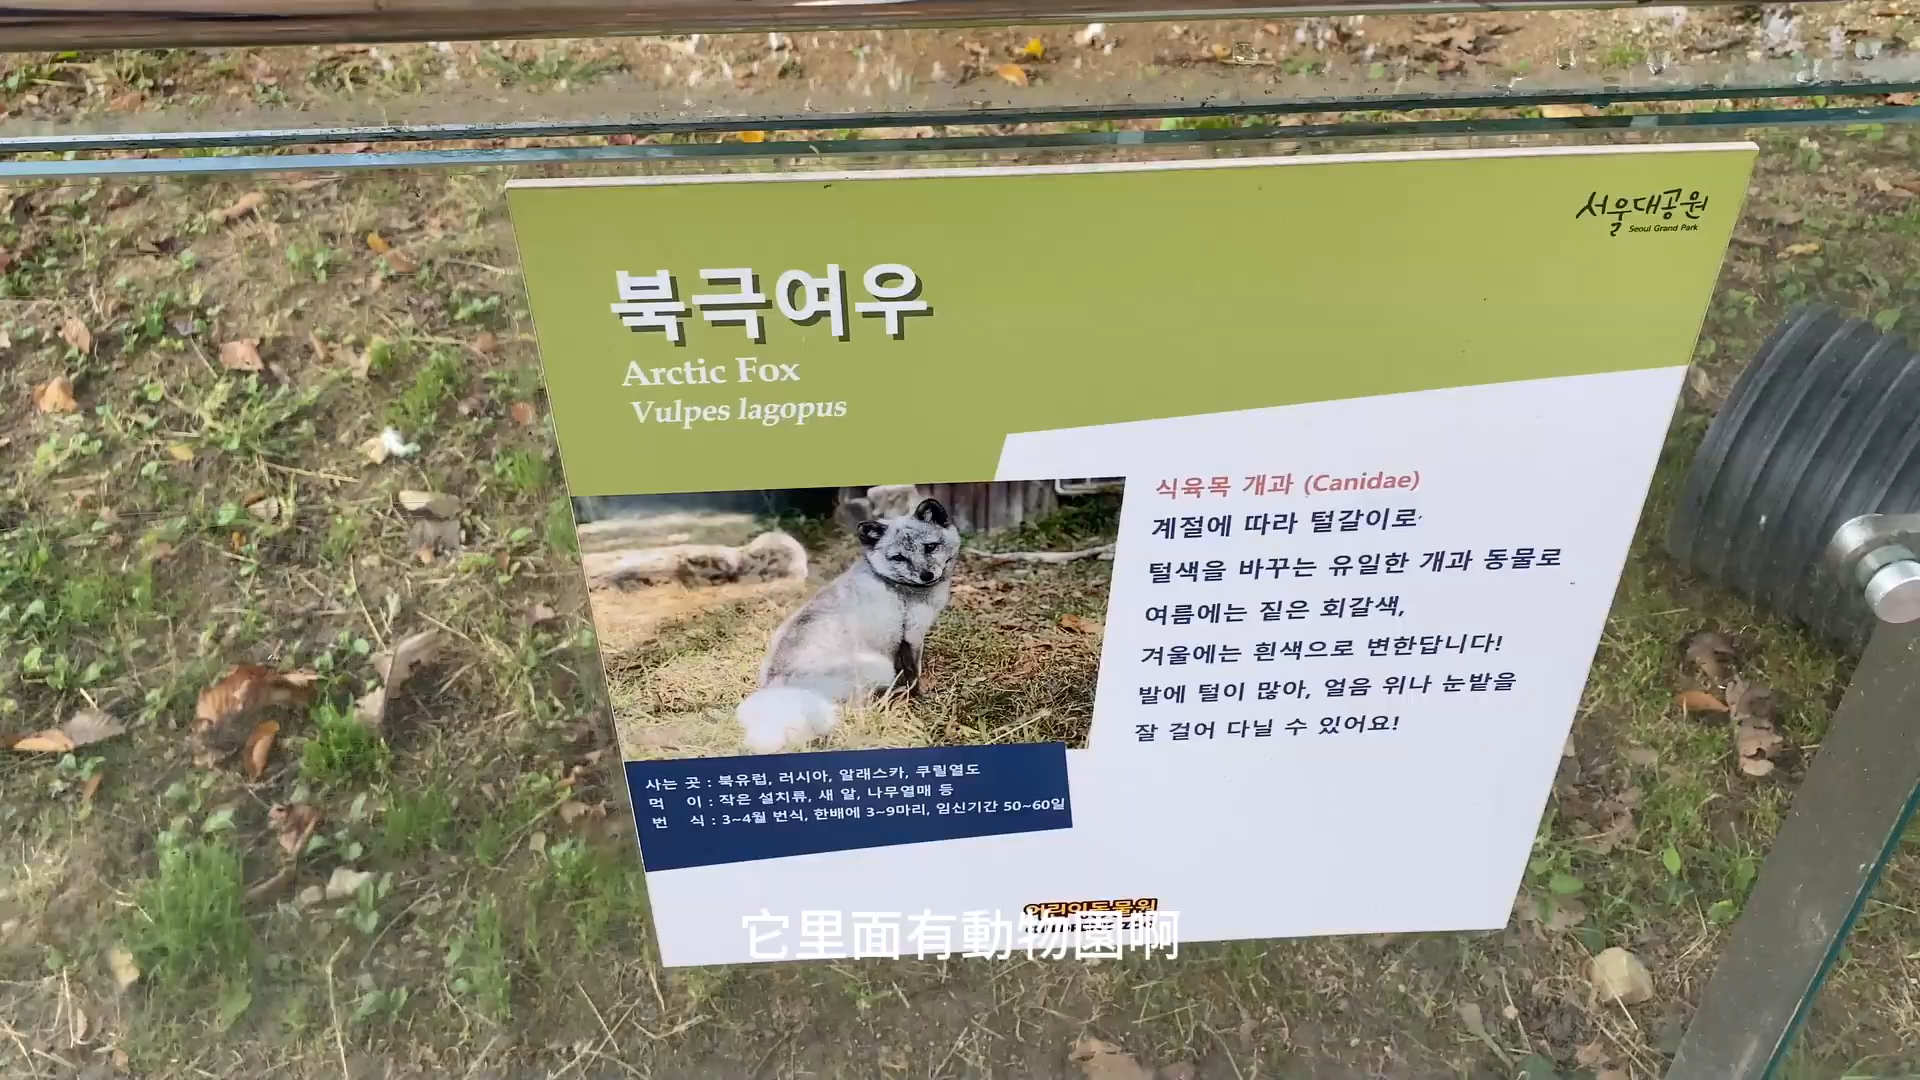 서울대공원
Seoul Grand Park
북극여우
Arctic Fox
Vulpes lagopus
식육목 개과 (Canidae)
계절에 따라 털갈이로
털색을 바꾸는 유일한 개과 동물로
여름에는 짙은 회갈색,
겨울에는 흰색으로 변한답니다!
발에 털이 많아, 얼음 위나 눈밭을
잘 걸어 다닐 수 있어요!
사는 곳 : 북유럽, 러시아, 알래스카, 쿠릴열도
먹 이 : 작은 설치류, 새 알, 나무열매 등
번 식 : 3~4월 번식, 한배에 3~9마리, 임신기간 50~60일
어린이동물원
它里面有動物園啊